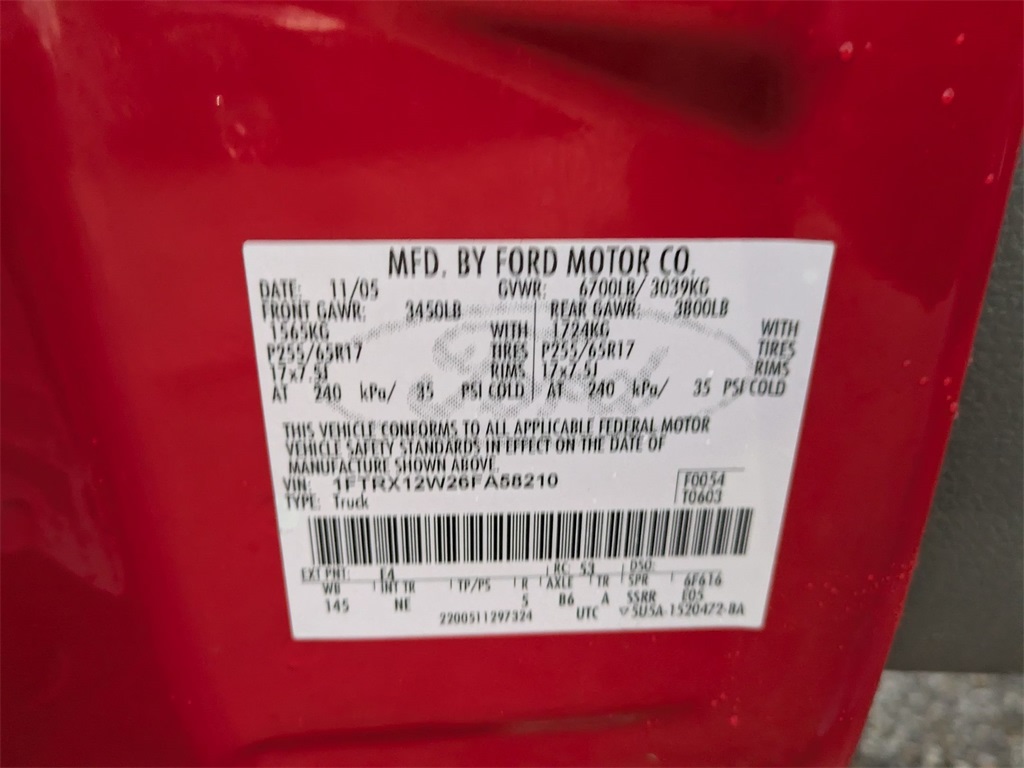 MFD. BY FORD MOTOR CO.
DATE: 11/05 GVWR: 6700LB/ 3039KG
FRONT GAWR: 3450LB REAR GAWR: 3800LB
1565KG WITH 1724KG WITH
P255/65R17 TIRES P255/65R17 TIRES
17x7.5J RIMS 17x7.5J RIMS
AT 240 kPa/ 35 PSI COLD AT 240 kPa/ 35 PSI COLD
Ford
THIS VEHICLE CONFORMS TO ALL APPLICABLE FEDERAL MOTOR
VEHICLE SAFETY STANDARDS IN EFFECT ON THE DATE OF
MANUFACTURE SHOWN ABOVE.
VIN: 1FTRX12W26FA58210 F0054
TYPE: Truck T0603
EXT PNT: E4 RC: 53 DSO:
WB INT TR TP/PS R AXLE TR SPR 6F616
145 NE 5 B6 A SSRR E05
2200511297324 UTC ▽5U5A-1520472-BA